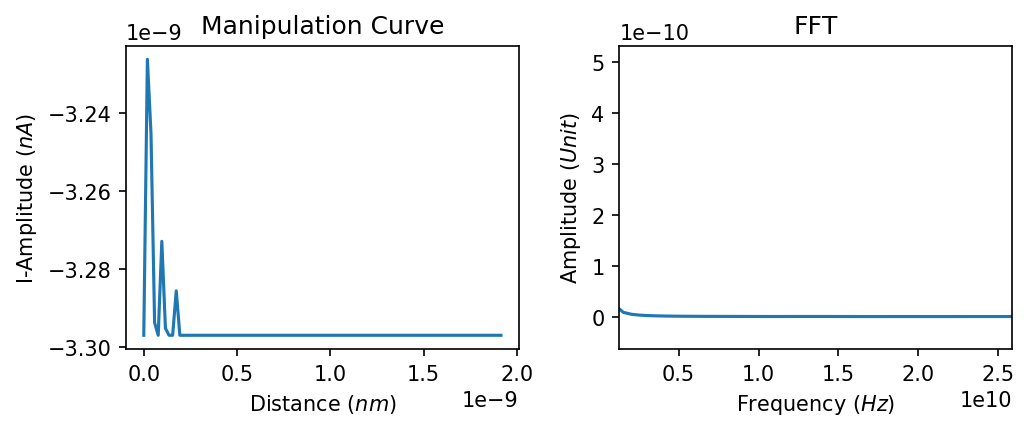 Manipulation Curve
1e−9
I-Amplitude (nA)
−3.24
−3.26
−3.28
−3.30
0.0 0.5 1.0 1.5 2.0
Distance (nm)
1e−9
FFT
1e−10
Amplitude (Unit)
5
4
3
2
1
0
0.5 1.0 1.5 2.0 2.5
Frequency (Hz)
1e10